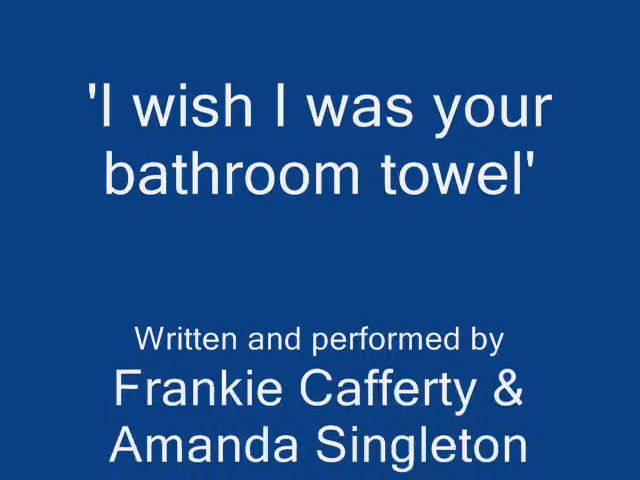 'I wish I was your
bathroom towel'
Written and performed by
Frankie Cafferty &
Amanda Singleton